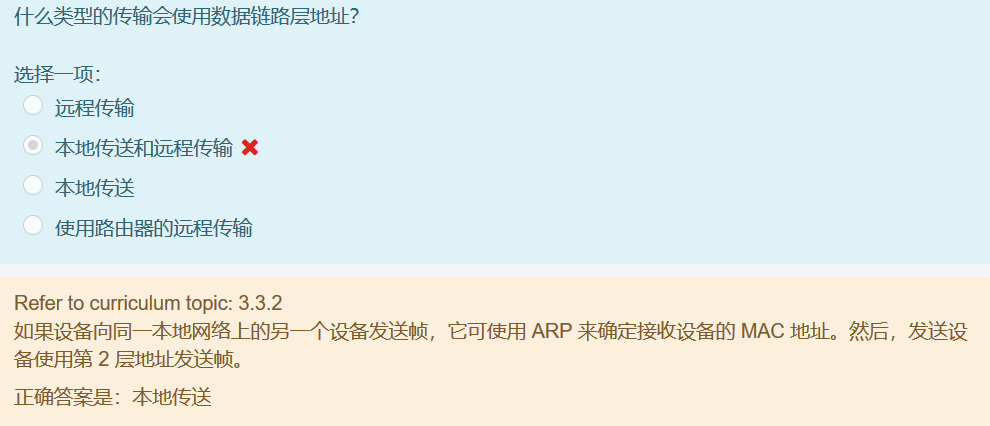 什么类型的传输会使用数据链路层地址?
选择一项：
远程传输
本地传送和远程传输
本地传送
使用路由器的远程传输
Refer to curriculum topic: 3.3.2
如果设备向同一本地网络上的另一个设备发送帧，它可使用 ARP 来确定接收设备的 MAC 地址。然后，发送设
备使用第 2 层地址发送帧。
正确答案是：本地传送